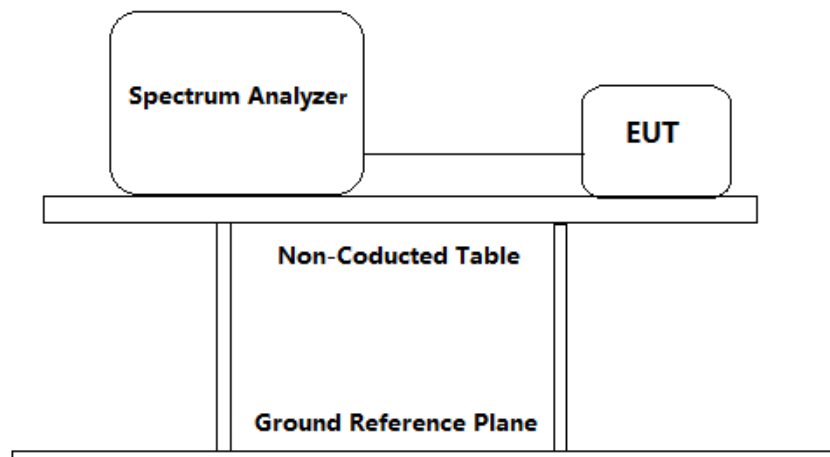 Spectrum Analyzer
EUT
Non-Coducted Table
Ground Reference Plane